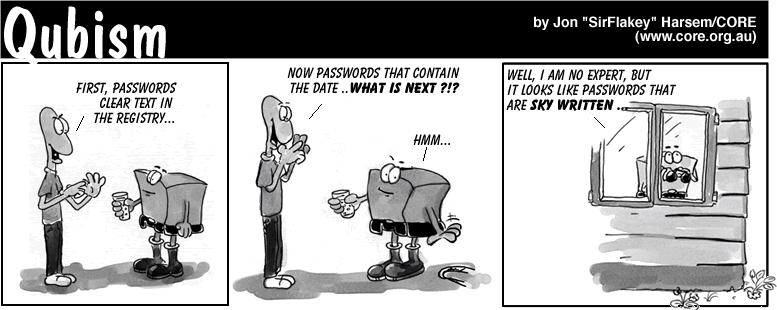 Qubism
by Jon "SirFlakey" Harsem/CORE
(www.core.org.au)
FIRST, PASSWORDS
CLEAR TEXT IN
THE REGISTRY...
NOW PASSWORDS THAT CONTAIN
THE DATE ..WHAT IS NEXT ?!?
HMM...
WELL, I AM NO EXPERT, BUT
IT LOOKS LIKE PASSWORDS THAT
ARE SKY WRITTEN ..